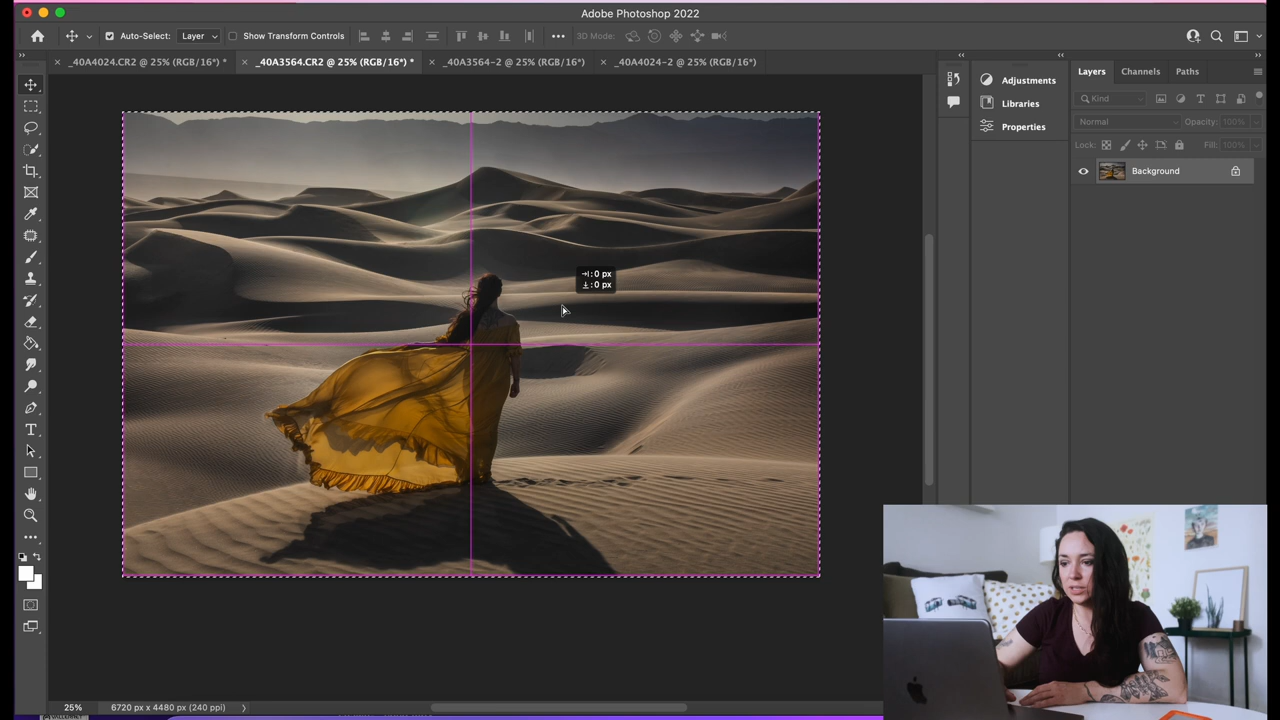 Adobe Photoshop 2022
Auto-Select: Layer Show Transform Controls 3D Mode:
_40A4024.CR2 @ 25% (RGB/16*) * _40A3564.CR2 @ 25% (RGB/16*) * _40A3564-2 @ 25% (RGB/16*) _40A4024-2 @ 25% (RGB/16*)
Adjustments
Libraries
Properties
Layers Channels Paths
Kind
Normal Opacity: 100%
Lock: Fill: 100%
Background
:0 px
:0 px
25% 6720 px x 4480 px (240 ppi)